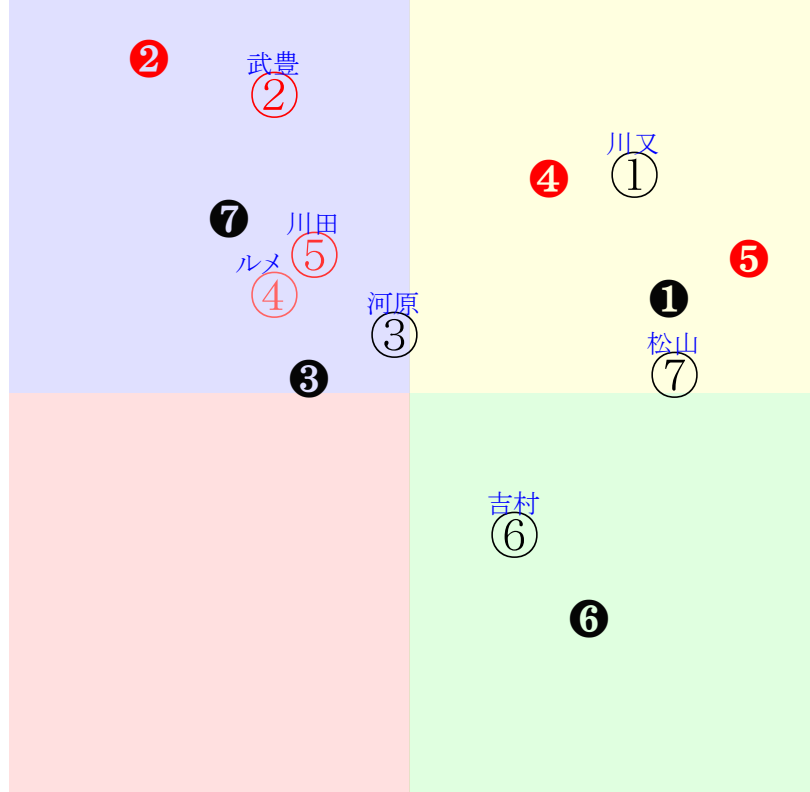 ❷
武豊
②
川又
①
❹
❼
川田
⑤
❺
ルメ
④
❶
河原
③
松山
⑦
❸
吉村
⑥
❻